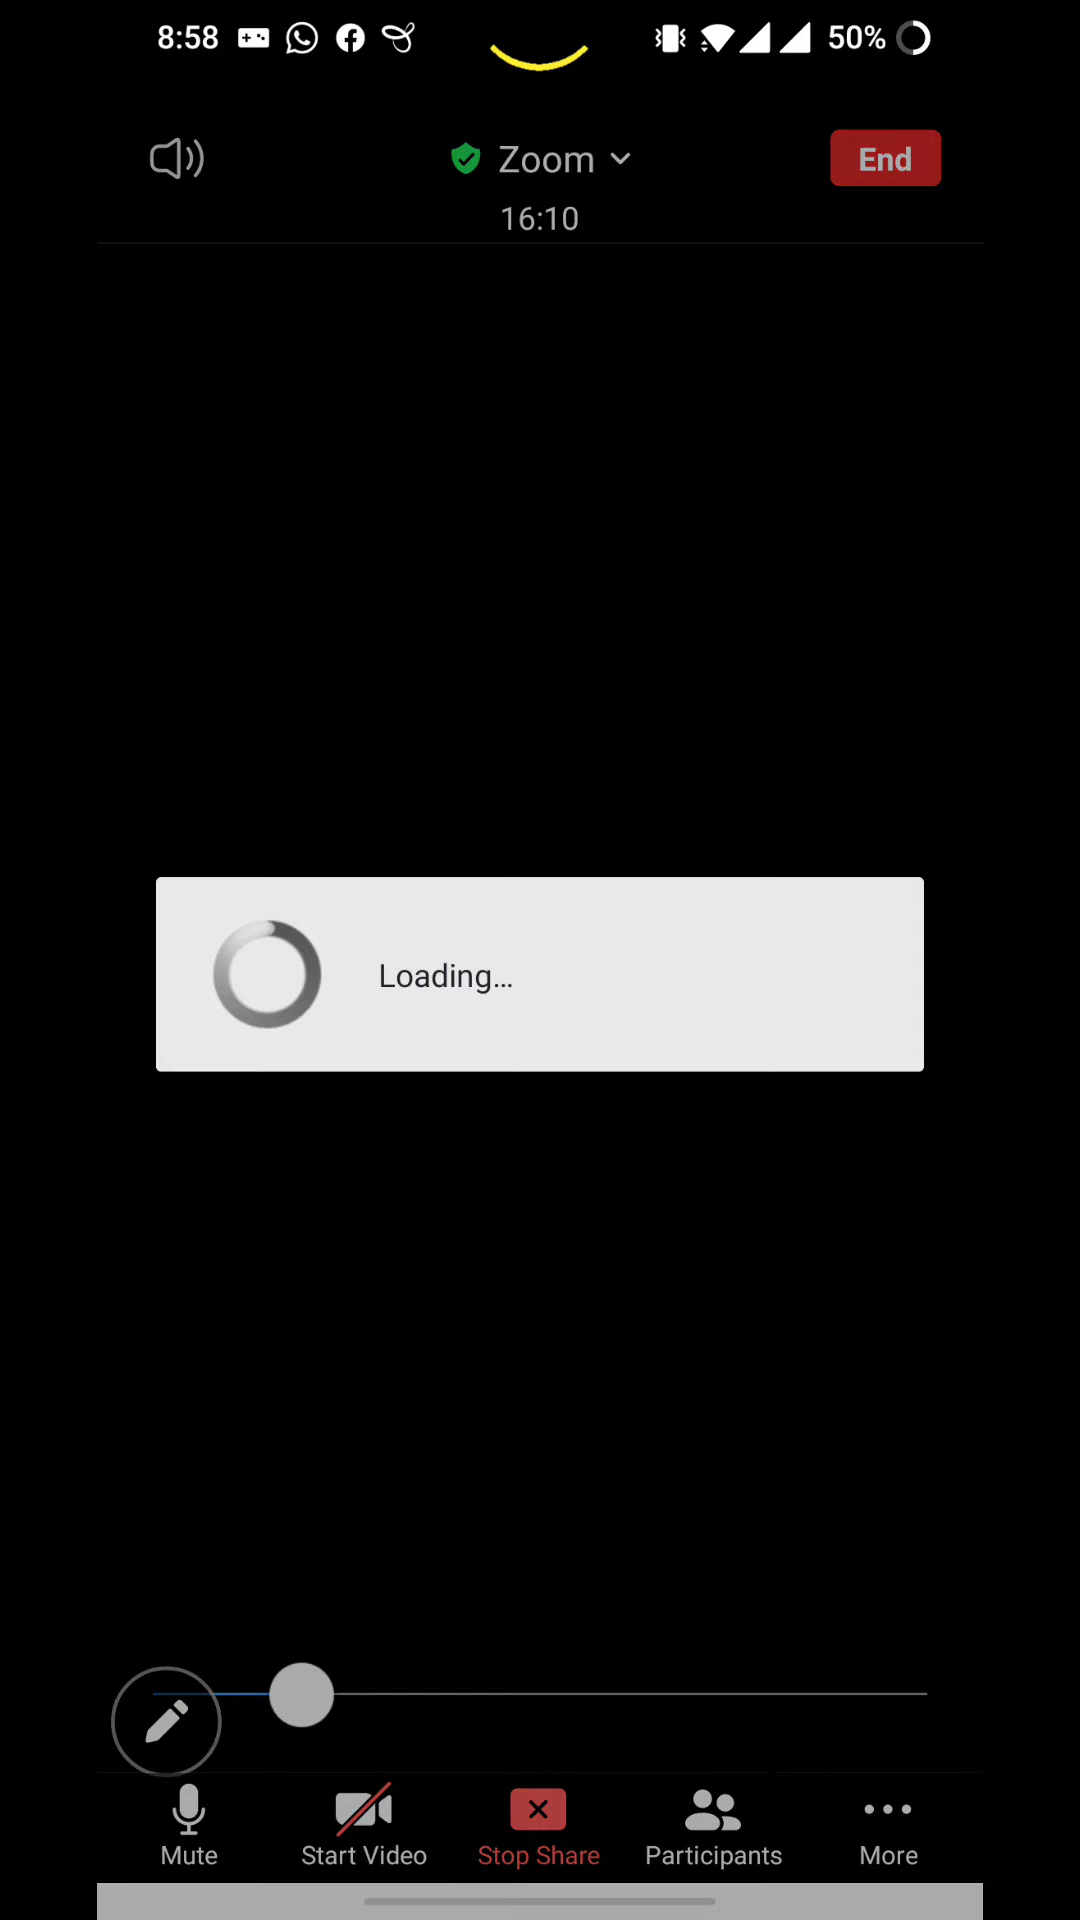 8:58
50%
Zoom
End
16:10
Loading...
Mute
Start Video
Stop Share
Participants
More